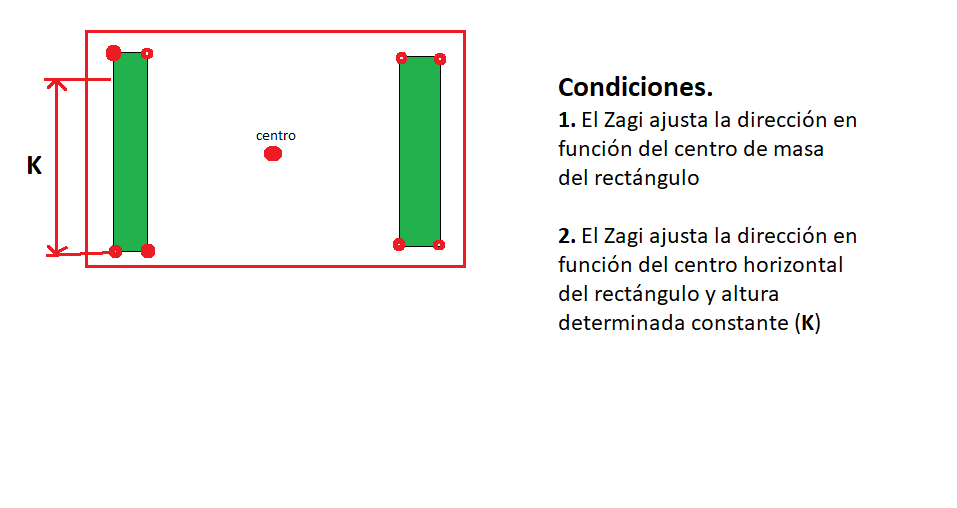 centro
K
Condiciones.
1. El Zagi ajusta la dirección en
función del centro de masa
del rectángulo
2. El Zagi ajusta la dirección en
función del centro horizontal
del rectángulo y altura
determinada constante (K)